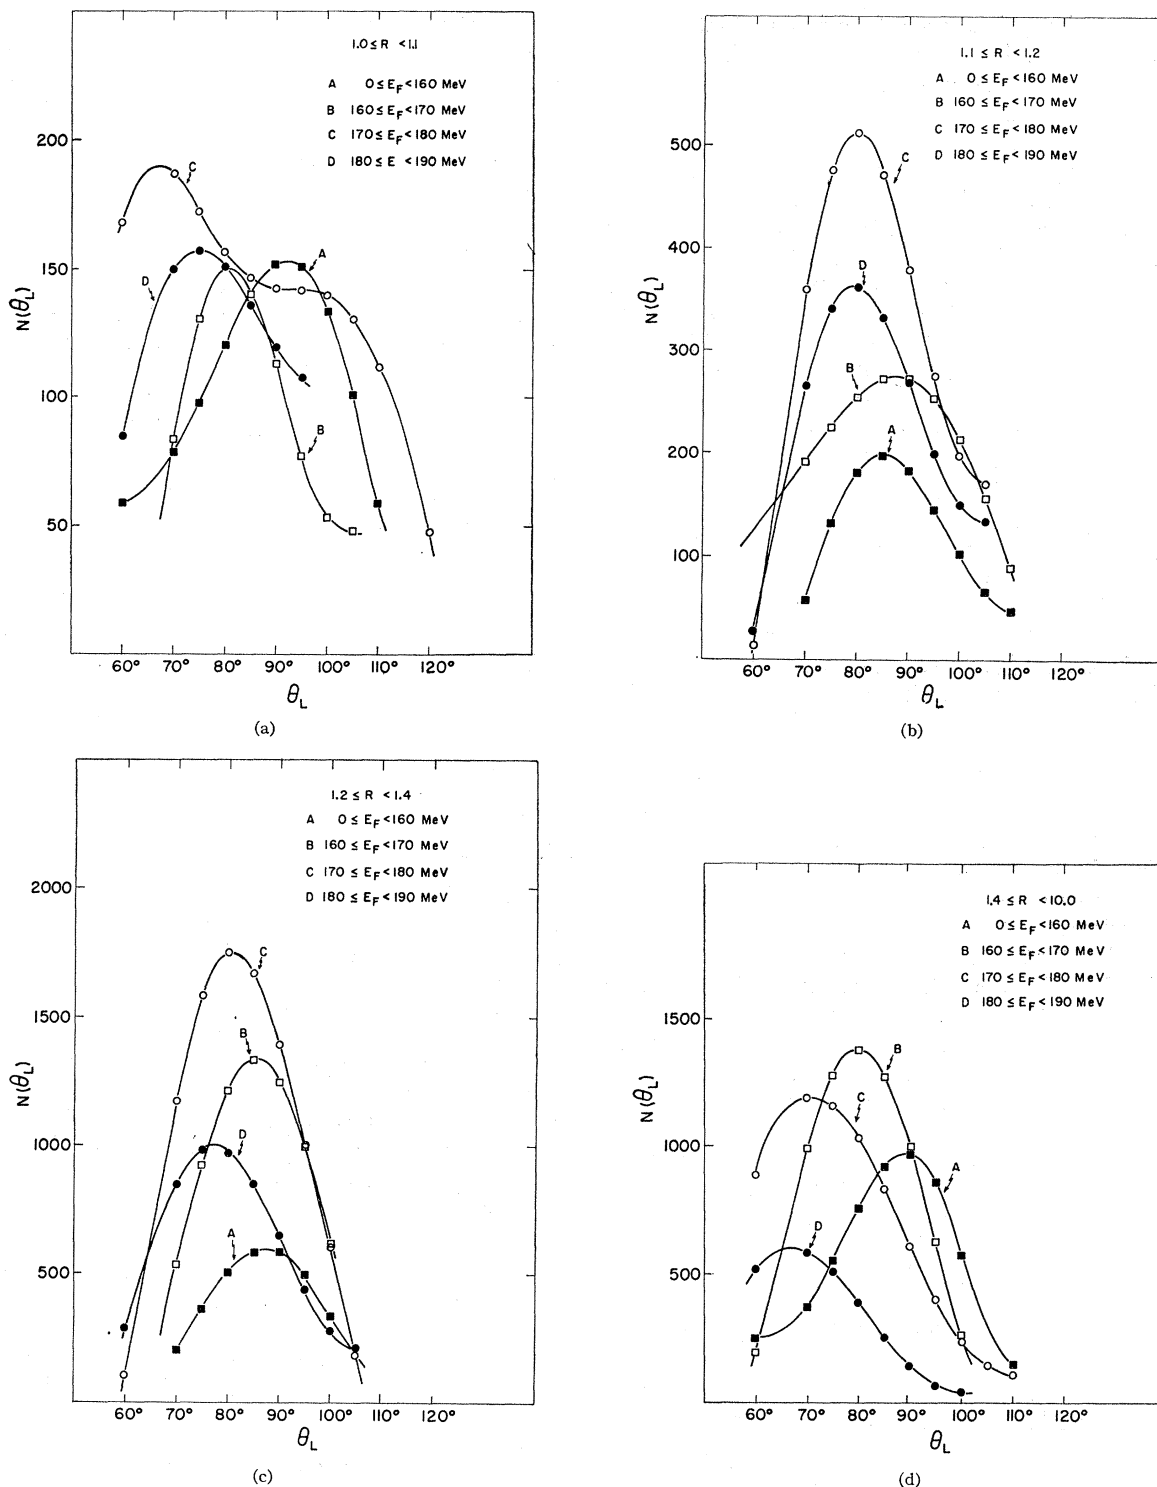 1.0 ≤ R < 1.1
A 0 ≤ E_F < 160 MeV
B 160 ≤ E_F < 170 MeV
C 170 ≤ E_F < 180 MeV
D 180 ≤ E < 190 MeV
200
150
100
50
N(θ_L)
C
A
D
B
60° 70° 80° 90° 100° 110° 120°
θ_L
(a)
1.1 ≤ R < 1.2
A 0 ≤ E_F < 160 MeV
B 160 ≤ E_F < 170 MeV
C 170 ≤ E_F < 180 MeV
D 180 ≤ E_F < 190 MeV
500
400
300
200
100
N(θ_L)
C
D
B
A
60° 70° 80° 90° 100° 110° 120°
θ_L
(b)
1.2 ≤ R < 1.4
A 0 ≤ E_F < 160 MeV
B 160 ≤ E_F < 170 MeV
C 170 ≤ E_F < 180 MeV
D 180 ≤ E_F < 190 MeV
2000
1500
1000
500
N(θ_L)
C
B
D
A
60° 70° 80° 90° 100° 110° 120°
θ_L
(c)
1.4 ≤ R < 10.0
A 0 ≤ E_F < 160 MeV
B 160 ≤ E_F < 170 MeV
C 170 ≤ E_F < 180 MeV
D 180 ≤ E_F < 190 MeV
1500
1000
500
N(θ_L)
B
C
A
D
60° 70° 80° 90° 100° 110° 120°
θ_L
(d)